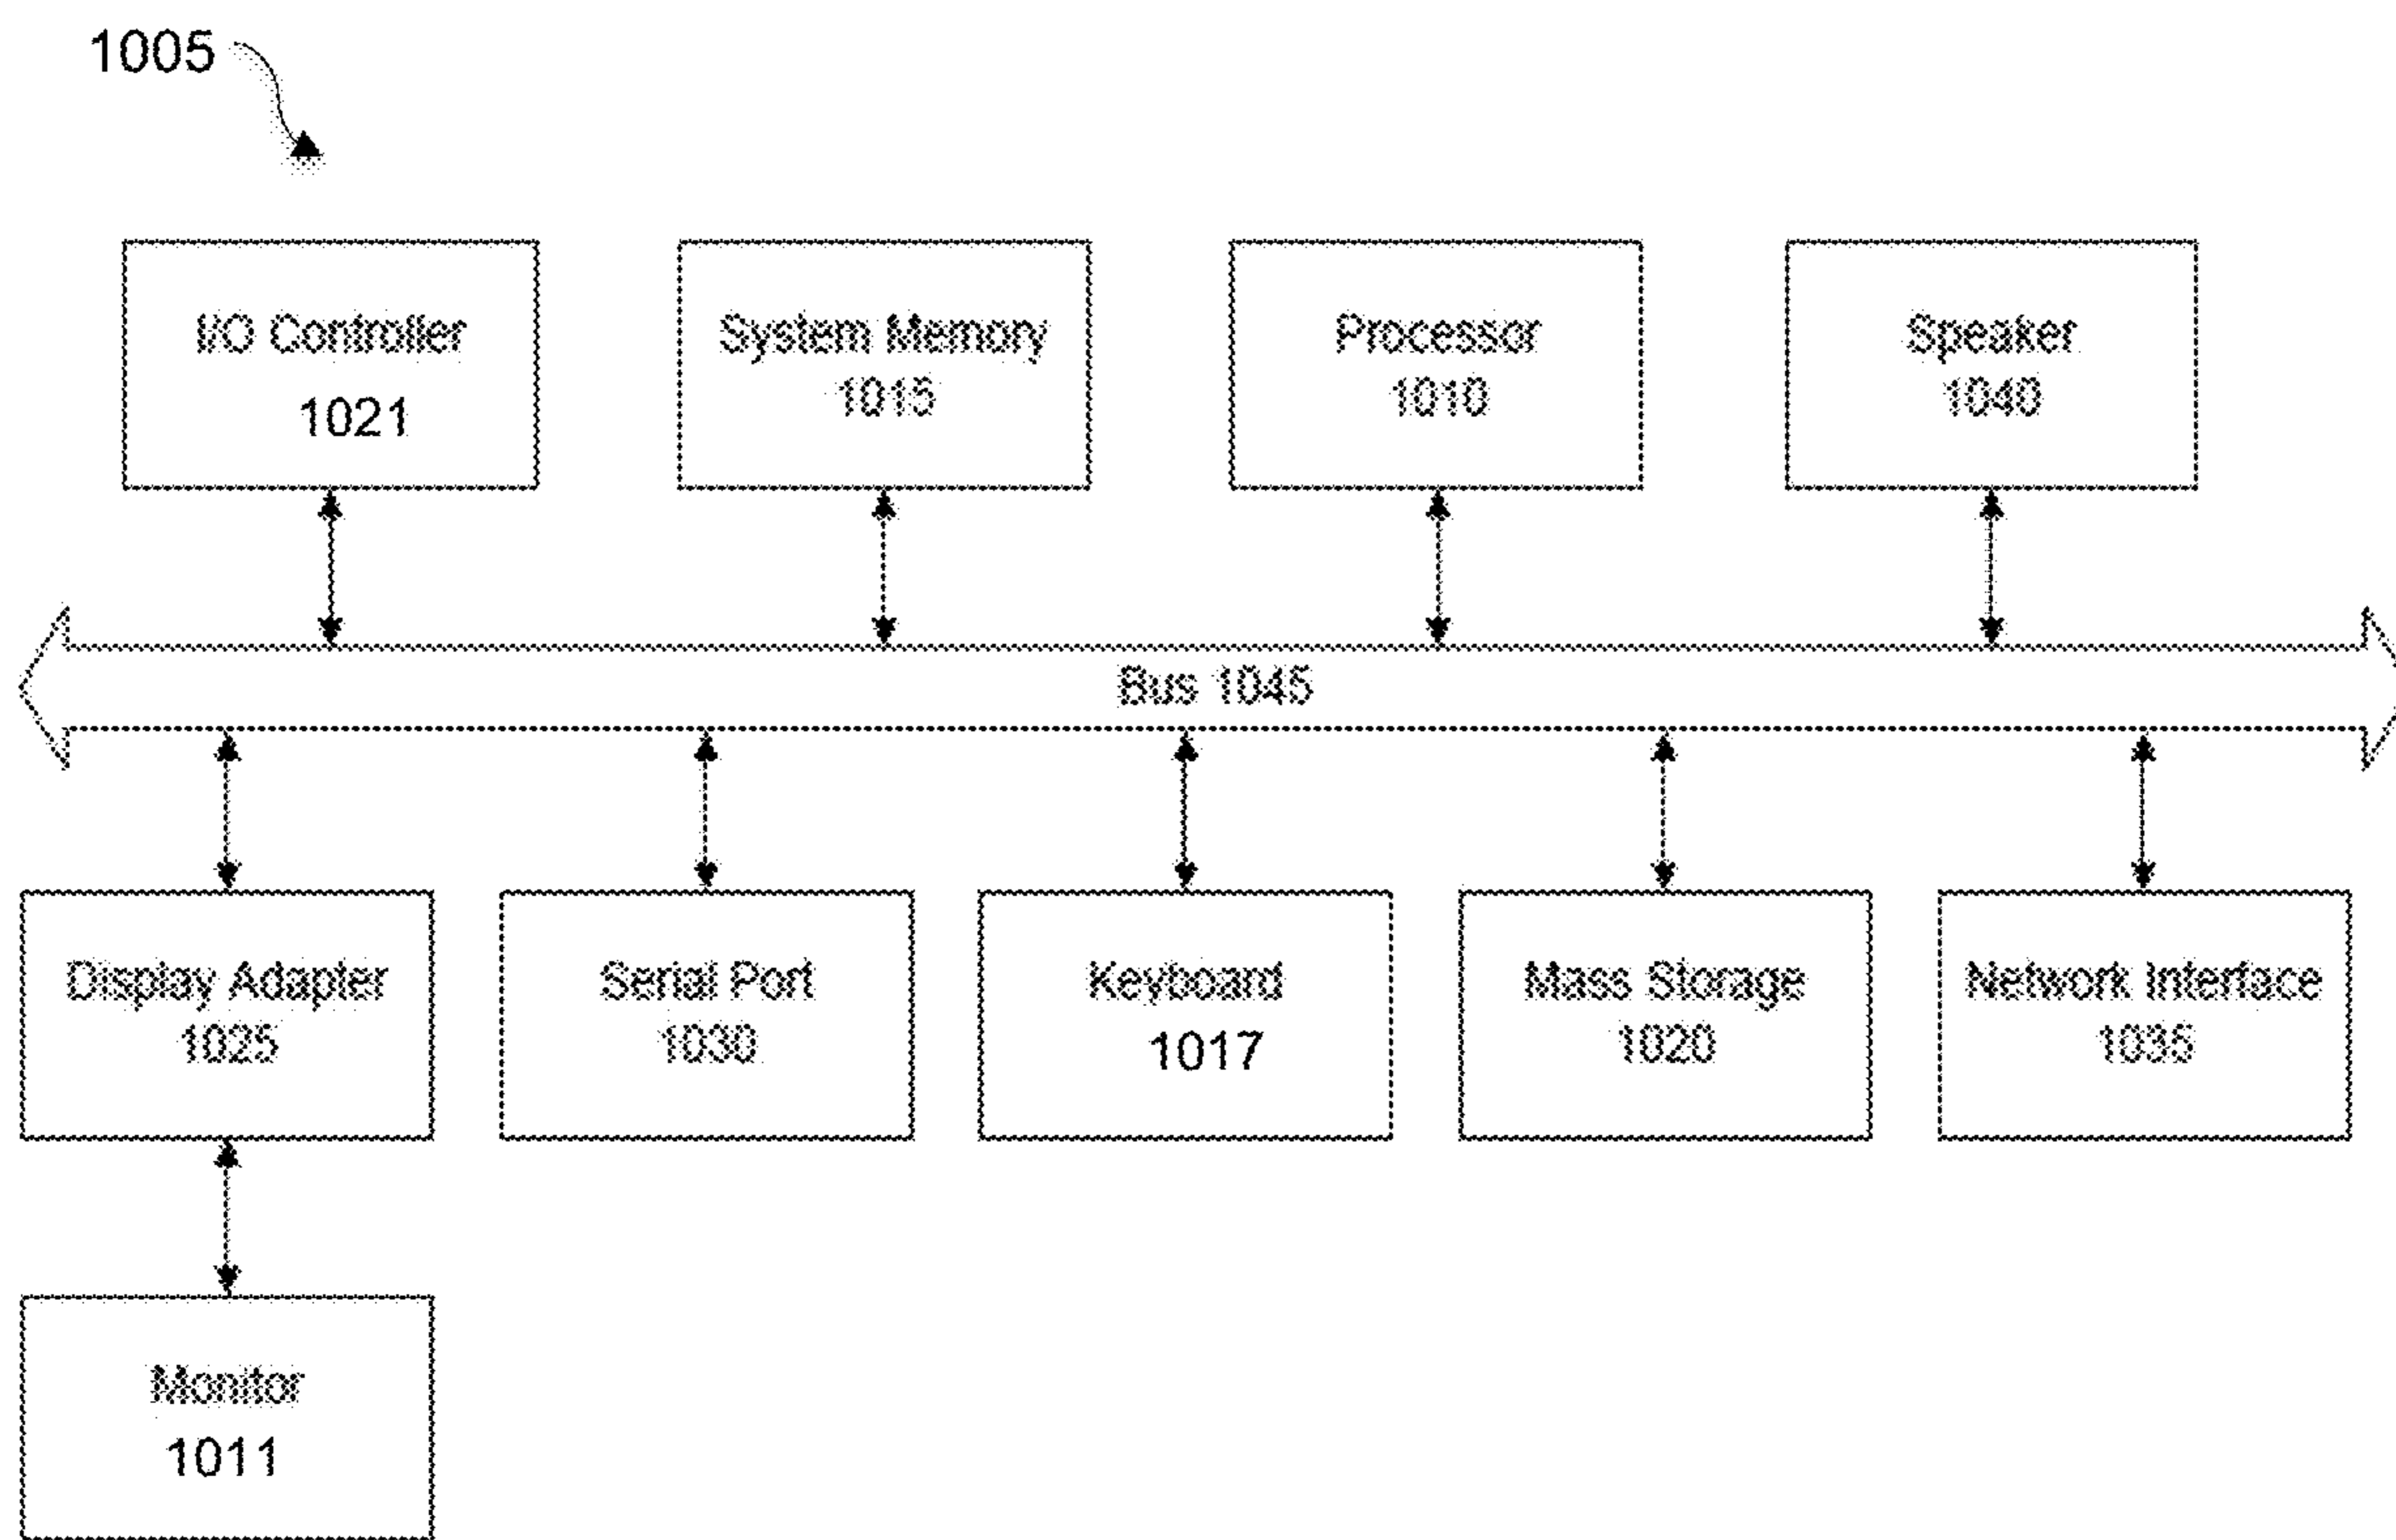 1005
I/O Controller
1021
System Memory
1015
Processor
1010
Speaker
1040
Bus 1045
Display Adapter
1025
Serial Port
1030
Keyboard
1017
Mass Storage
1020
Network Interface
1035
Monitor
1011